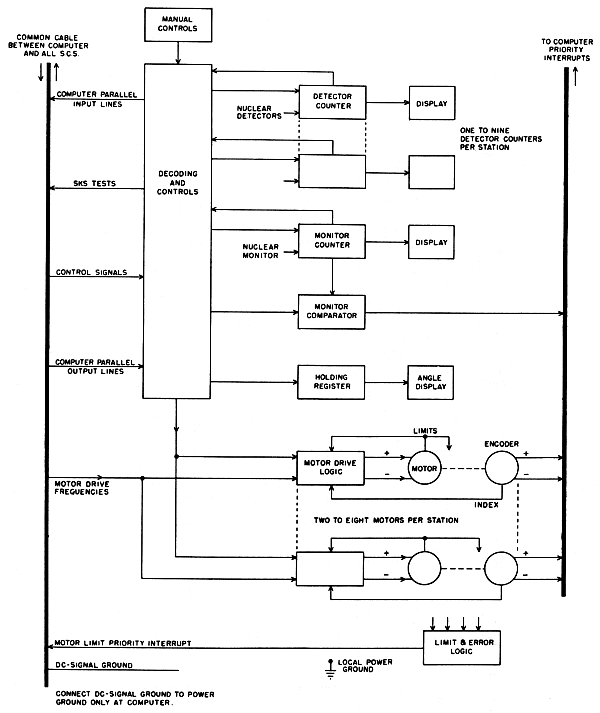 MANUAL
CONTROLS
COMMON CABLE
BETWEEN COMPUTER
AND ALL S.C.S.
TO COMPUTER
PRIORITY
INTERRUPTS
COMPUTER PARALLEL
INPUT LINES
DETECTOR
COUNTER
DISPLAY
NUCLEAR
DETECTORS
ONE TO NINE
DETECTOR COUNTERS
PER STATION
DECODING
AND
CONTROLS
SKS TESTS
MONITOR
COUNTER
DISPLAY
NUCLEAR
MONITOR
CONTROL SIGNALS
MONITOR
COMPARATOR
COMPUTER PARALLEL
OUTPUT LINES
HOLDING
REGISTER
ANGLE
DISPLAY
LIMITS
ENCODER
MOTOR DRIVE
LOGIC
+
−
MOTOR
+
−
MOTOR DRIVE
FREGUENCIES
INDEX
TWO TO EIGHT MOTORS PER STATION
+
−
+
−
MOTOR LIMIT PRIORITY INTERRUPT
LIMIT & ERROR
LOGIC
DC-SIGNAL GROUND
LOCAL POWER
GROUND
CONNECT DC-SIGNAL GROUND TO POWER
GROUND ONLY AT COMPUTER.